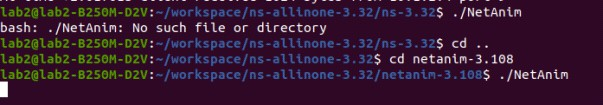 lab2@lab2-B250M-D2V:~/workspace/ns-allinone-3.32/ns-3.32$ ./NetAnim
bash: ./NetAnim: No such file or directory
lab2@lab2-B250M-D2V:~/workspace/ns-allinone-3.32/ns-3.32$ cd ..
lab2@lab2-B250M-D2V:~/workspace/ns-allinone-3.32$ cd netanim-3.108
lab2@lab2-B250M-D2V:~/workspace/ns-allinone-3.32/netanim-3.108$ ./NetAnim